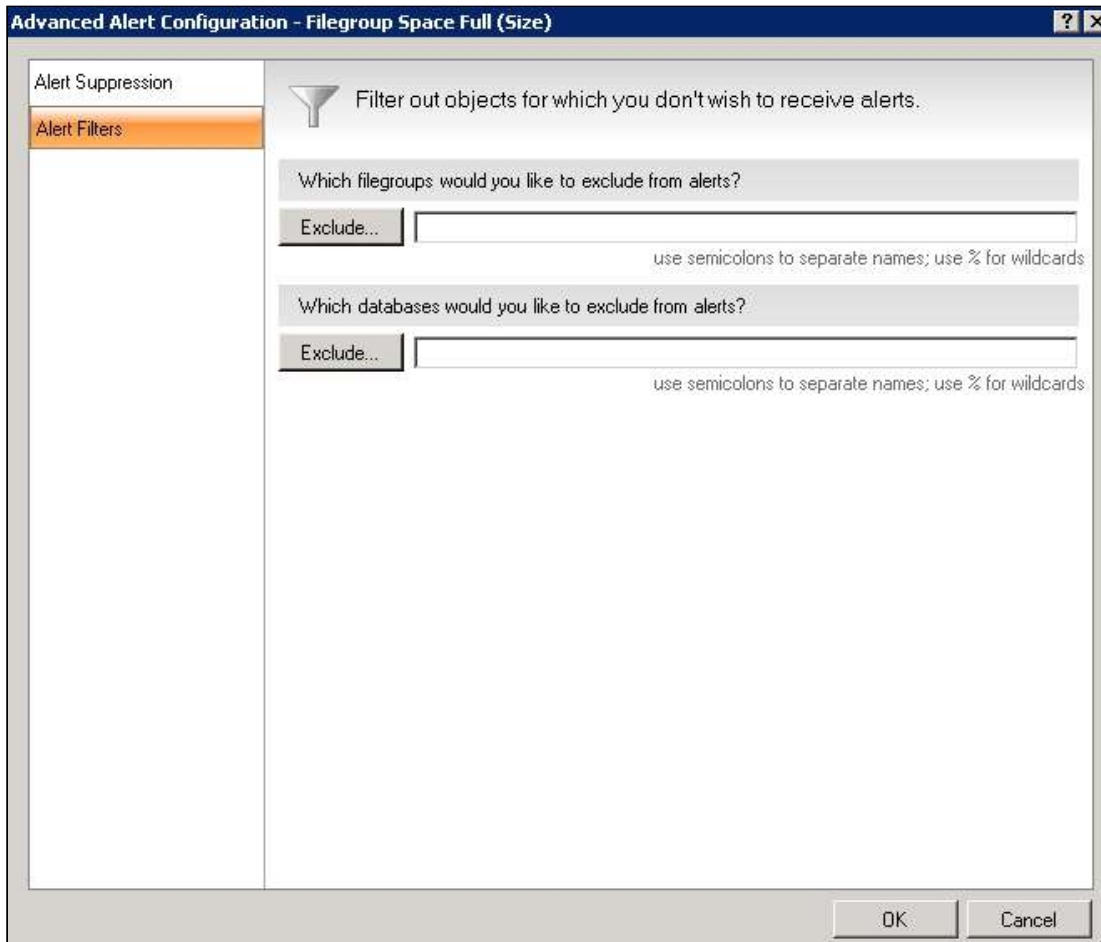 Advanced Alert Configuration - Filegroup Space Full (Size)
Alert Suppression
Alert Filters
Filter out objects for which you don't wish to receive alerts.
Which filegroups would you like to exclude from alerts?
Exclude...
use semicolons to separate names; use % for wildcards
Which databases would you like to exclude from alerts?
Exclude...
use semicolons to separate names; use % for wildcards
OK
Cancel